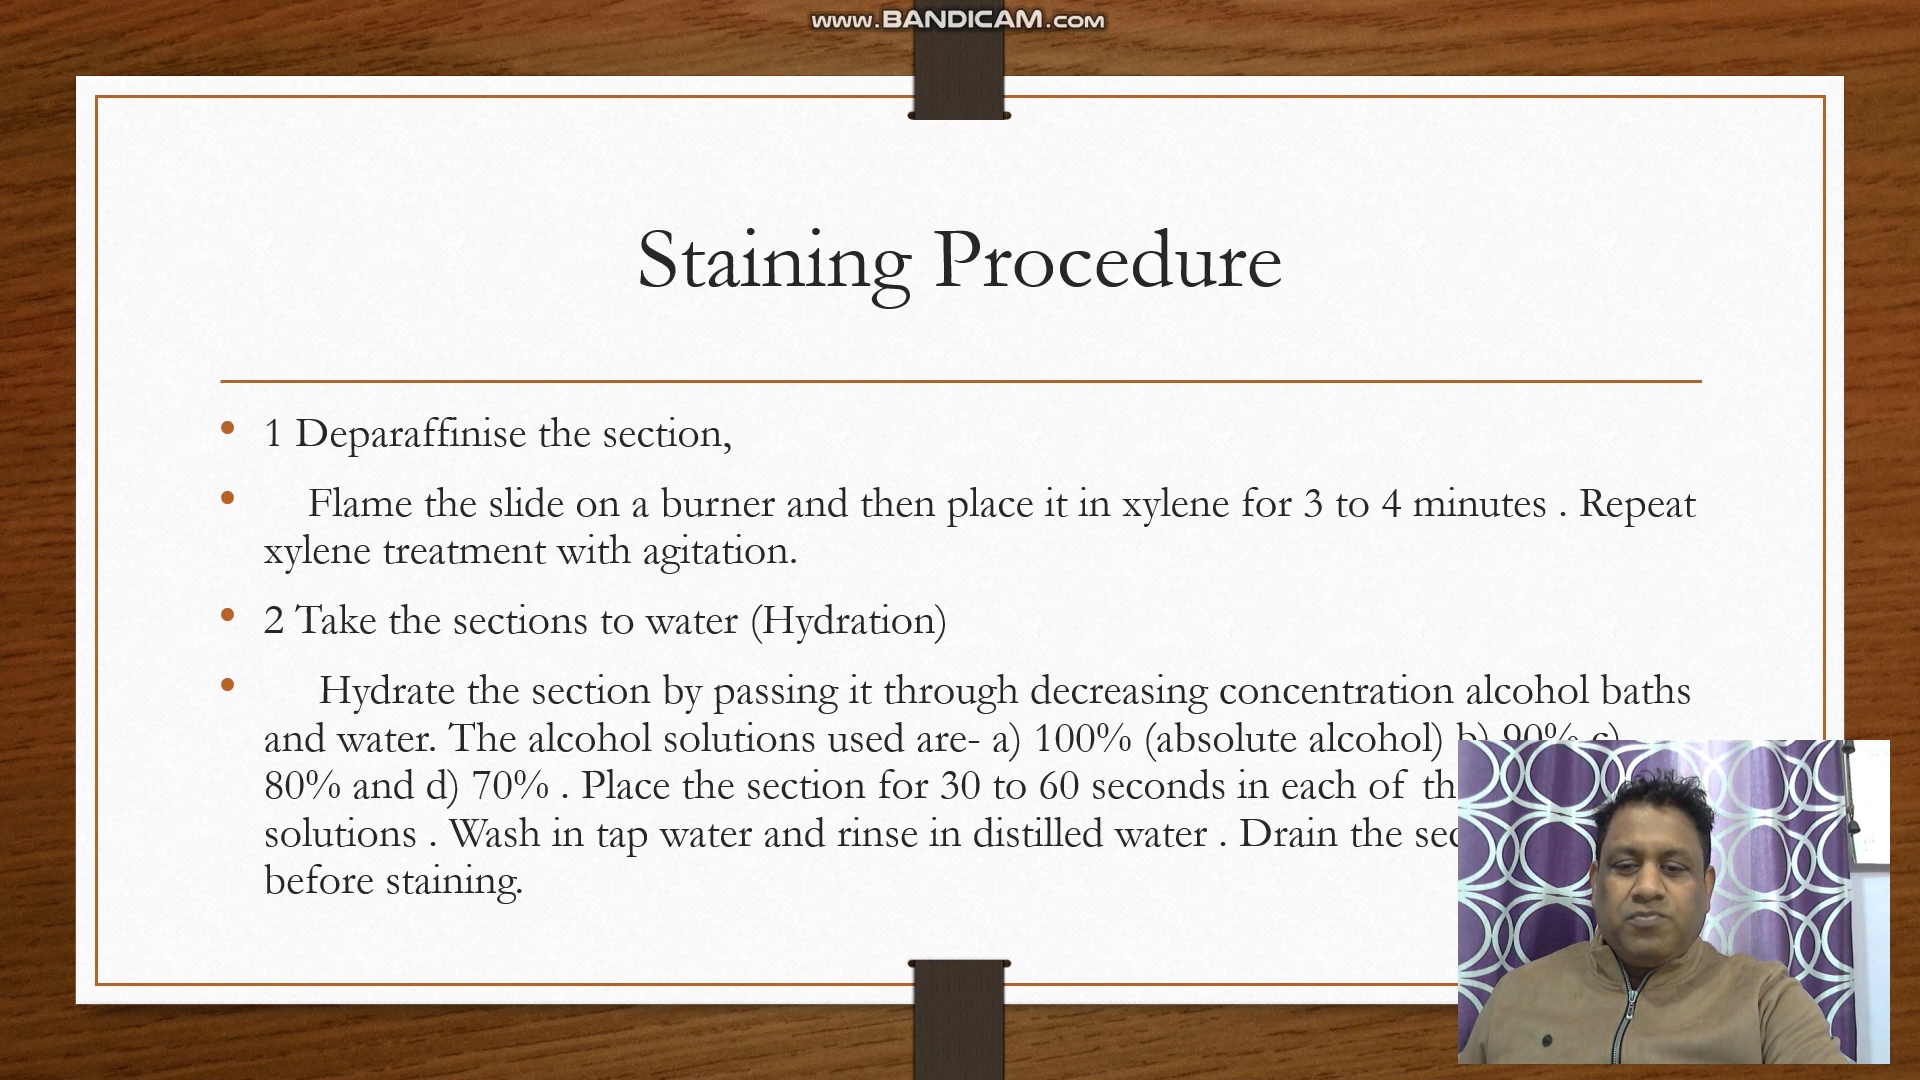 www.BANDICAM.com
Staining Procedure
• 1 Deparaffinise the section,
• Flame the slide on a burner and then place it in xylene for 3 to 4 minutes . Repeat
xylene treatment with agitation.
• 2 Take the sections to water (Hydration)
• Hydrate the section by passing it through decreasing concentration alcohol baths
and water. The alcohol solutions used are- a) 100% (absolute alcohol) b) 90% c)
80% and d) 70% . Place the section for 30 to 60 seconds in each of
solutions . Wash in tap water and rinse in distilled water . Drain the
before staining.